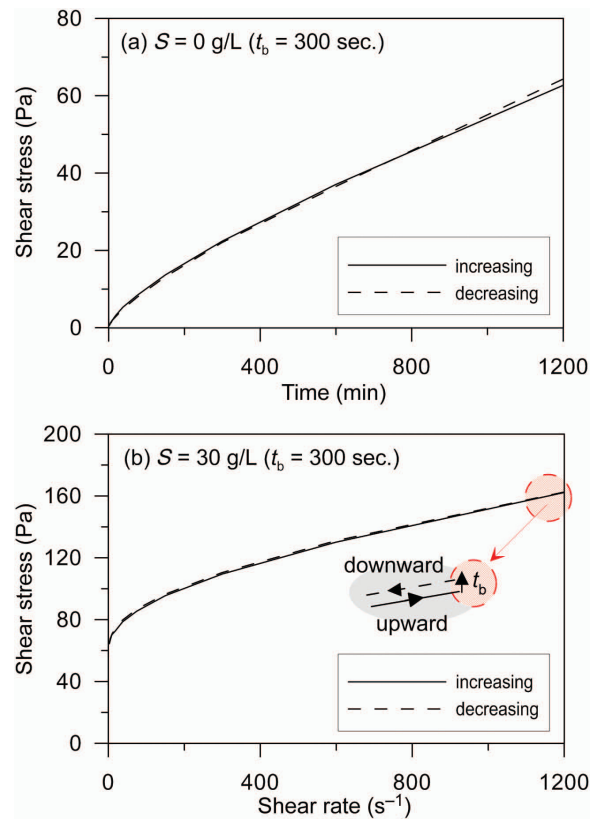 (a) S = 0 g/L (tb = 300 sec.)
80
60
40
20
0
Shear stress (Pa)
increasing
decreasing
0 400 800 1200
Time (min)
(b) S = 30 g/L (tb = 300 sec.)
200
160
120
80
40
0
Shear stress (Pa)
downward
tb
upward
increasing
decreasing
0 400 800 1200
Shear rate (s–1)